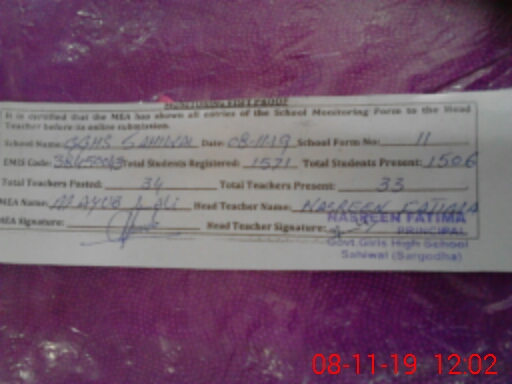 MONITORING VISIT PROOF
It is certified that the MEA has shown all entries of the School Monitoring Form to the Head
Teacher before its online submission.
School Name: GGHS SAHIWAL Date: 08-11-19 School Form No: 11
EMIS Code: Total Students Registered: 1571 Total Students Present: 1506
Total Teachers Posted: 34 Total Teachers Present: 33
MEA Name: Head Teacher Name: NASREEN FATIMA
MEA Signature: Head Teacher Signature:
NASREEN FATIMA
PRINCIPAL
Govt.Girls High School
Sahiwal (Sargodha)
08-11-19 12:02